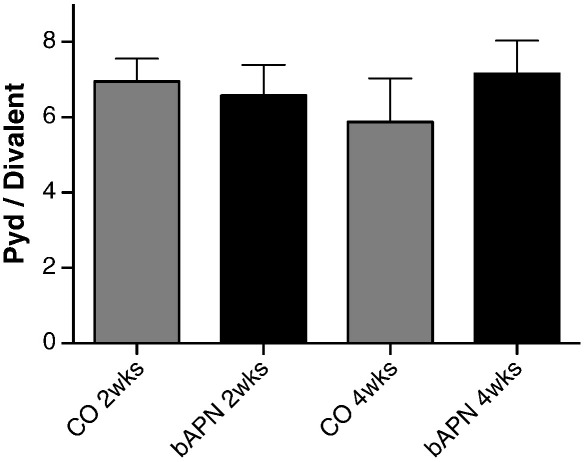 Pyd / Divalent
8
6
4
2
0
CO 2wks
bAPN 2wks
CO 4wks
bAPN 4wks